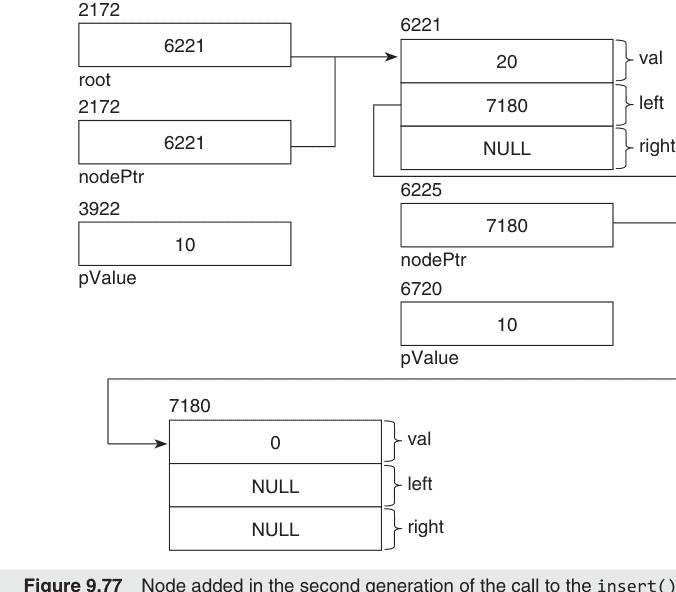 2172
6221
root
2172
6221
nodePtr
3922
10
pValue
6221
20
val
7180
left
NULL
right
6225
7180
nodePtr
6720
10
pValue
7180
0
val
NULL
left
NULL
right
Figure 9.77 Node added in the second generation of the call to the insert()